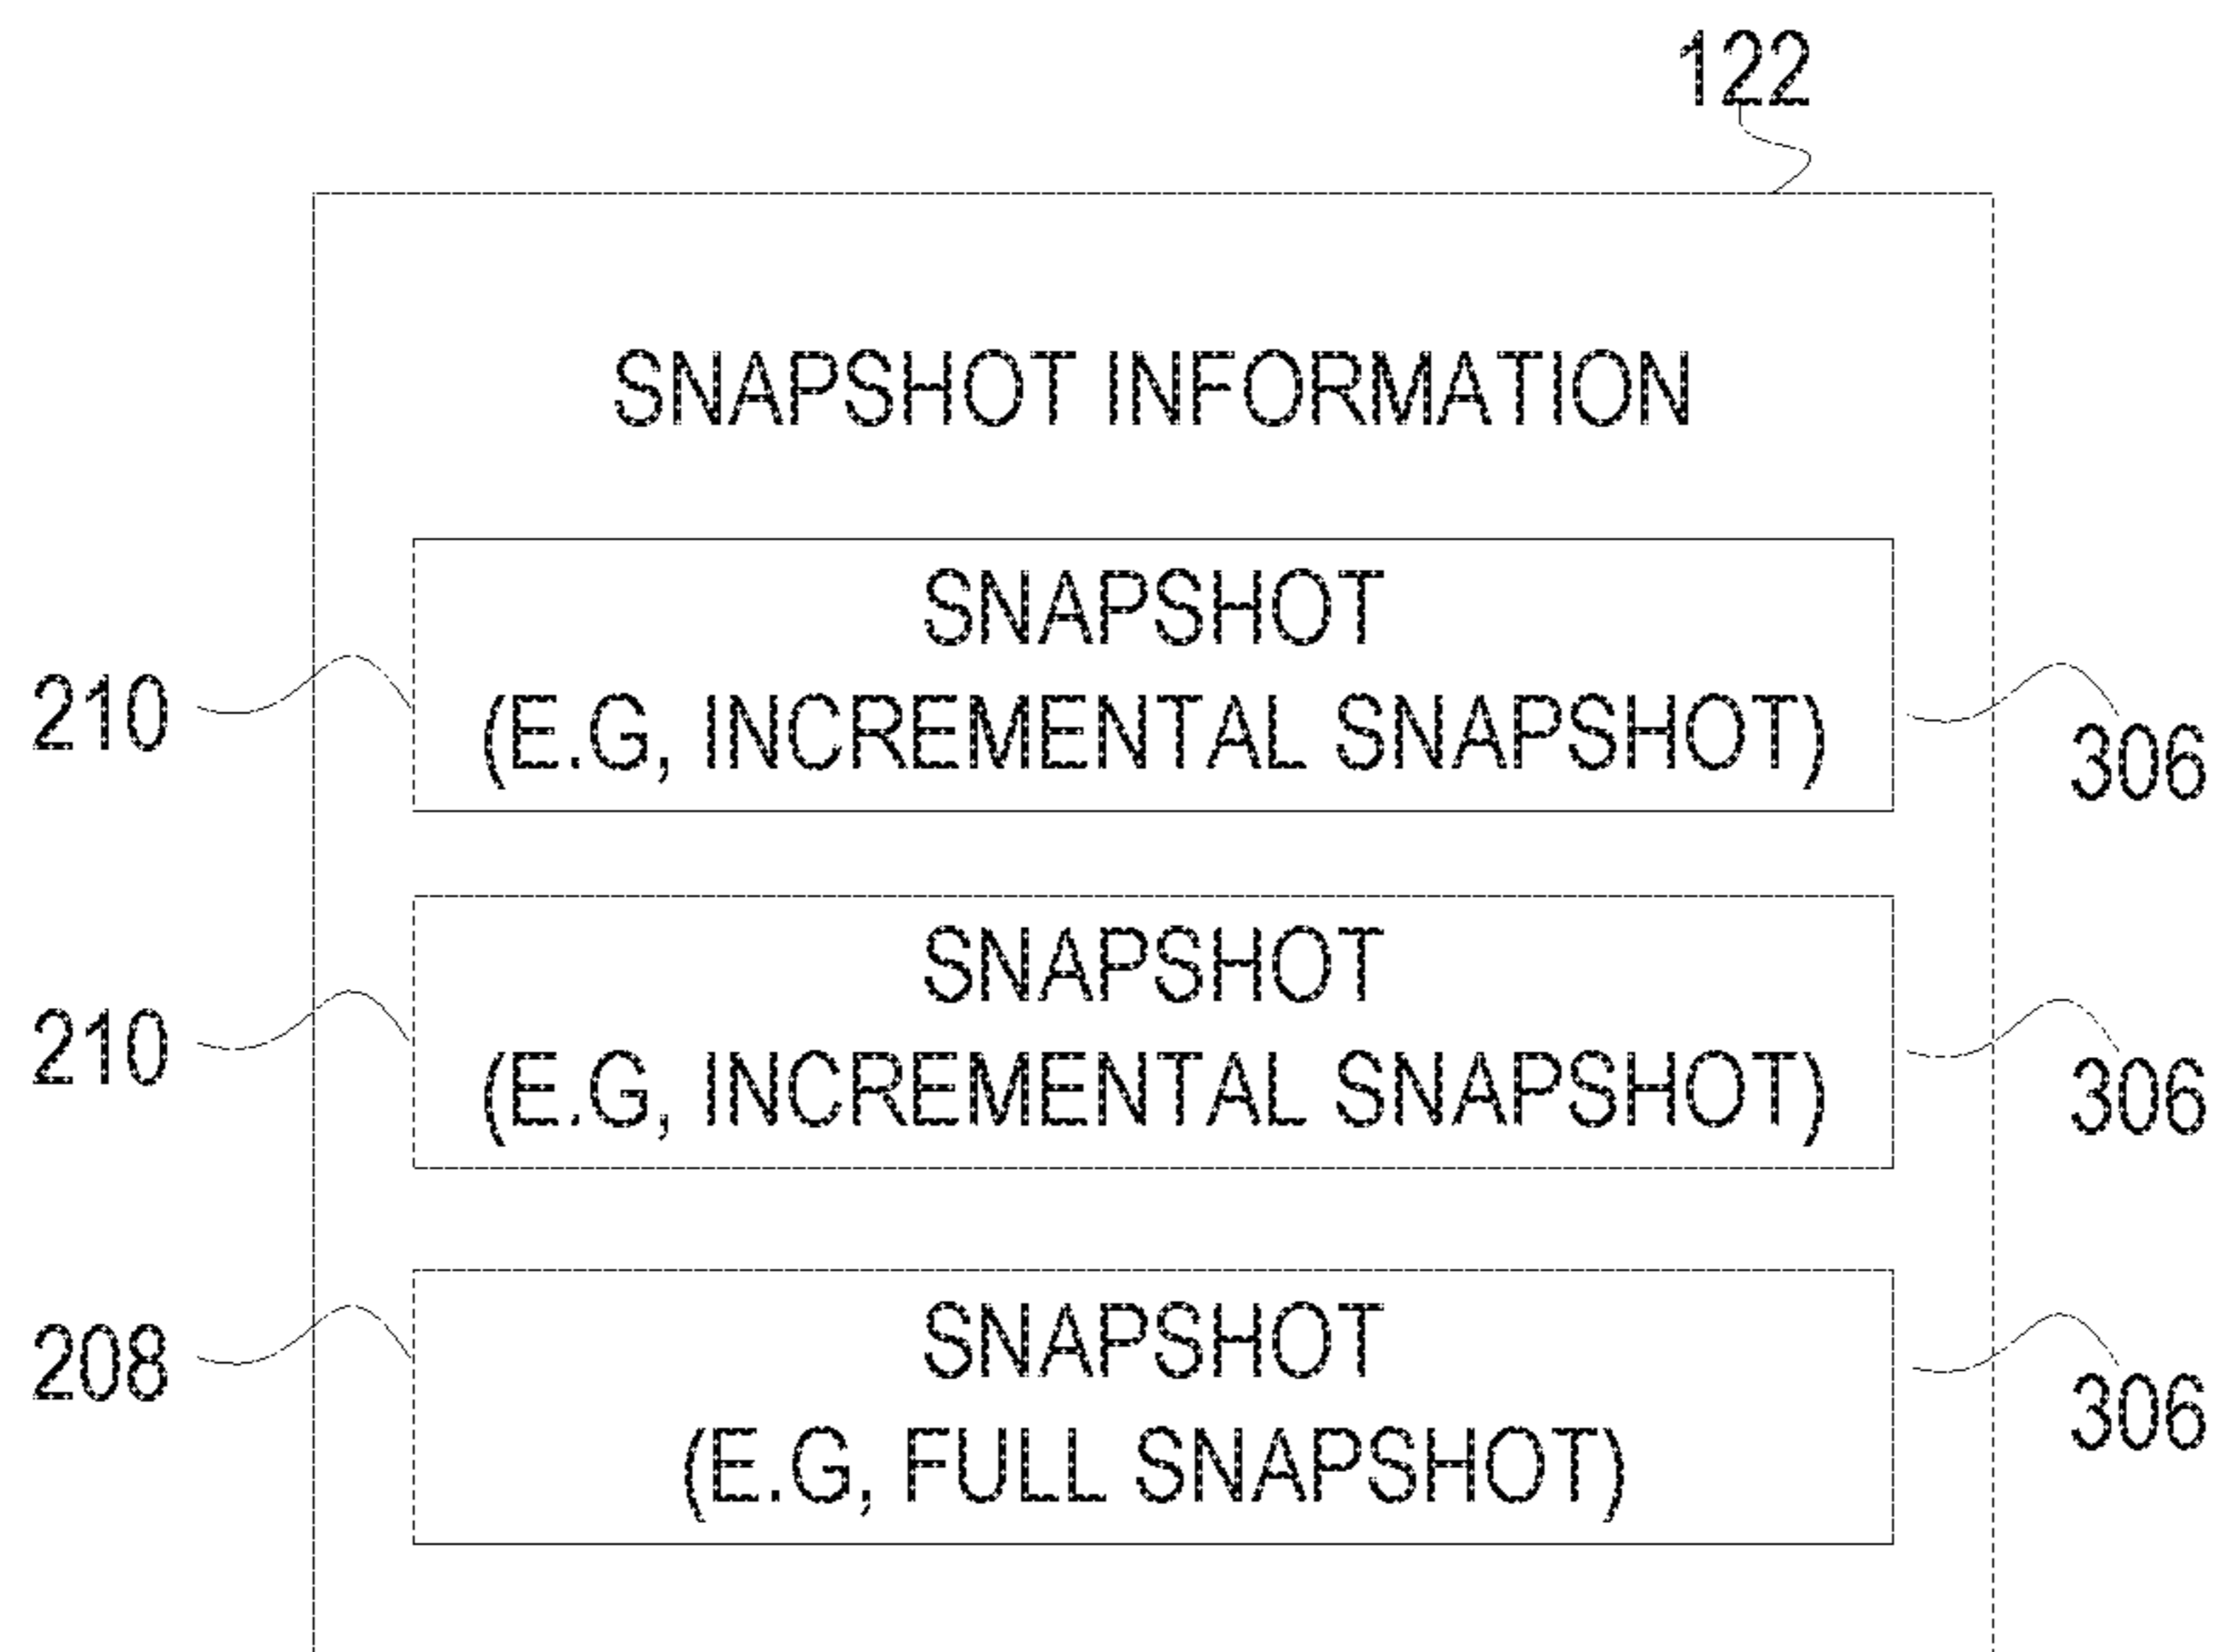 122
SNAPSHOT INFORMATION
SNAPSHOT
210
(E.G, INCREMENTAL SNAPSHOT)
306
SNAPSHOT
210
(E.G, INCREMENTAL SNAPSHOT)
306
SNAPSHOT
208
(E.G, FULL SNAPSHOT)
306